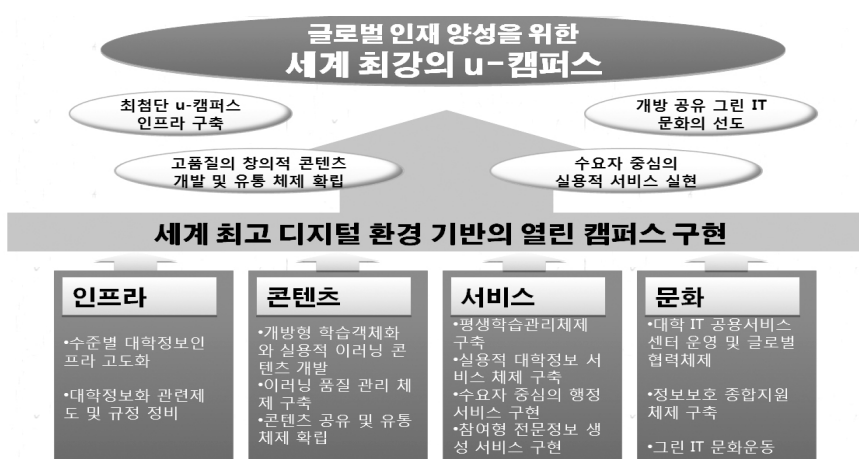 글로벌 인재 양성을 위한
세계 최강의 u-캠퍼스
최첨단 u-캠퍼스
인프라 구축
개방 공유 그린 IT
문화의 선도
고품질의 창의적 콘텐츠
개발 및 유통 체제 확립
수요자 중심의
실용적 서비스 실현
세계 최고 디지털 환경 기반의 열린 캠퍼스 구현
인프라
•수준별 대학정보인
프라 고도화
•대학정보화 관련제
도 및 규정 정비
콘텐츠
•개방형 학습객체화
와 실용적 이러닝 콘
텐츠 개발
•이러닝 품질 관리 체
제 구축
•콘텐츠 공유 및 유통
체제 확립
서비스
•평생학습관리체제
구축
•실용적 대학정보 서
비스 체제 구축
•수요자 중심의 행정
서비스 구현
•참여형 전문정보 생
성 서비스 구현
문화
•대학 IT 공용서비스
센터 운영 및 글로벌
협력체제
•정보보호 종합지원
체제 구축
•그린 IT 문화운동